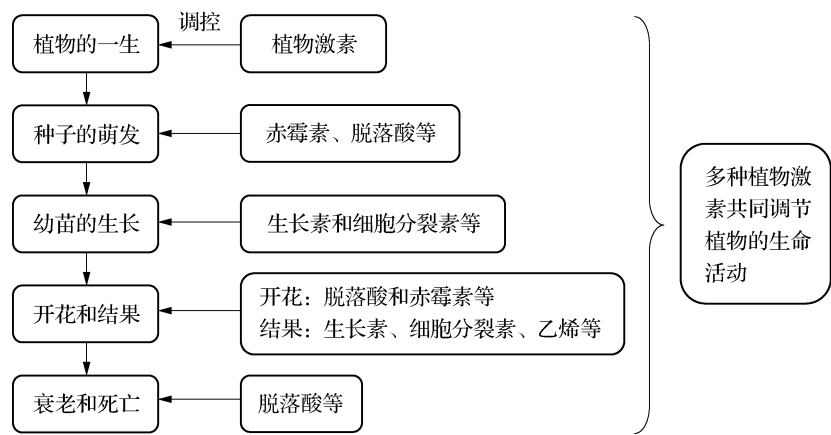 植物的一生
调控
植物激素
种子的萌发
赤霉素、脱落酸等
幼苗的生长
生长素和细胞分裂素等
开花和结果
开花：脱落酸和赤霉素等
结果：生长素、细胞分裂素、乙烯等
衰老和死亡
脱落酸等
多种植物激
素共同调节
植物的生命
活动